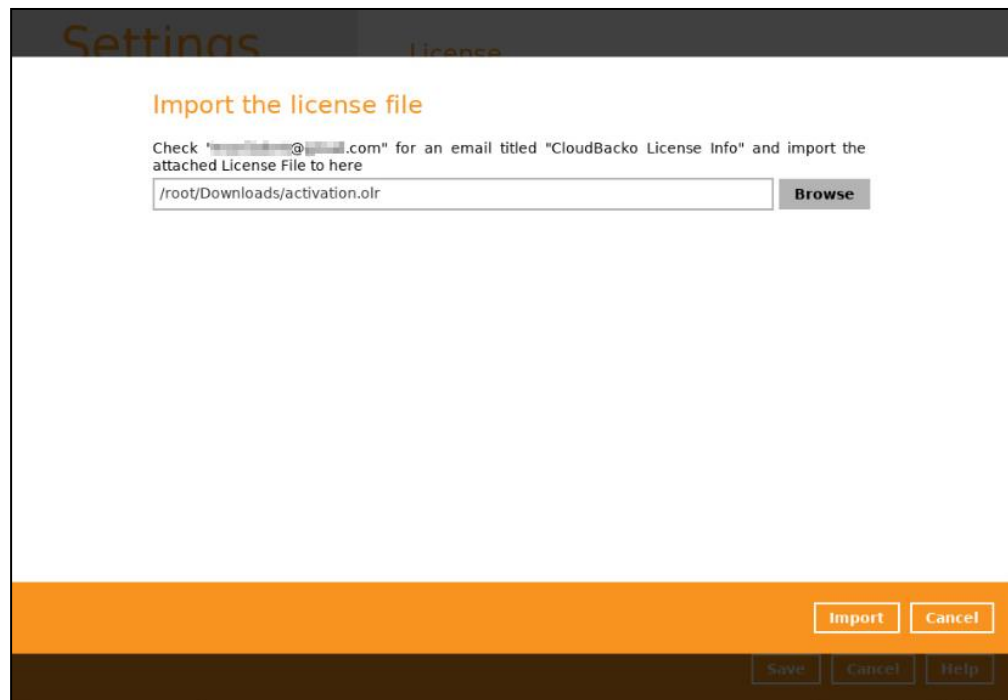 Settings
License
Import the license file
Check "@.com" for an email titled "CloudBacko License Info" and import the
attached License File to here
/root/Downloads/activation.olr
Browse
Import Cancel
Save Cancel Help